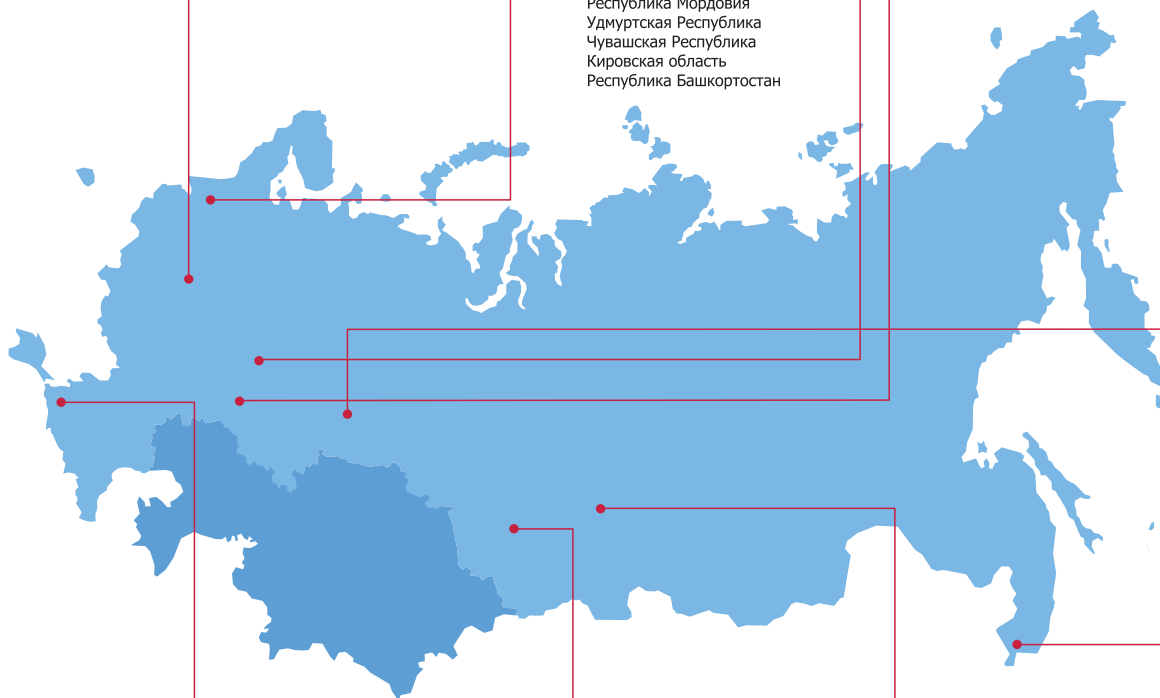 Республика Мордовия
Удмуртская Республика
Чувашская Республика
Кировская область
Республика Башкортостан